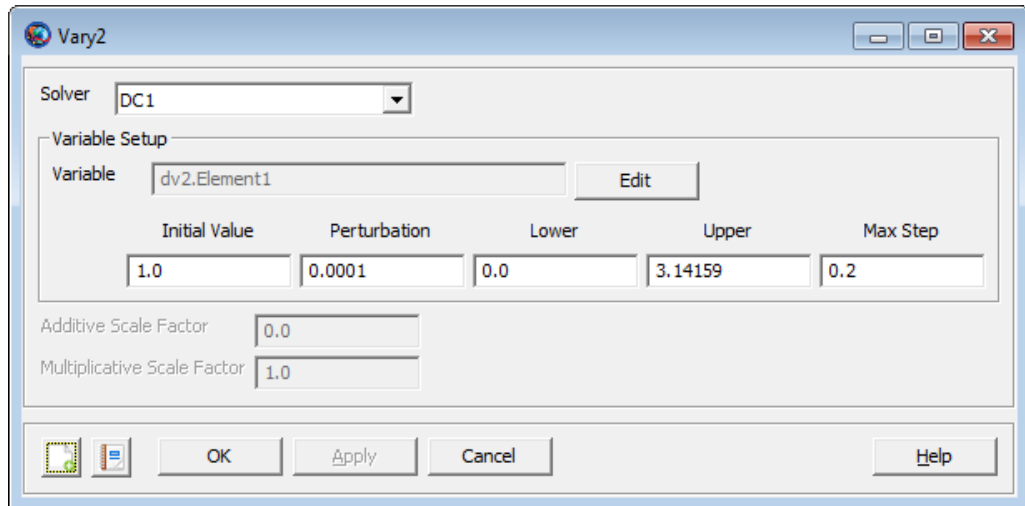 Vary2
Solver DC1
Variable Setup
Variable dv2.Element1 Edit
Initial Value Perturbation Lower Upper Max Step
1.0 0.0001 0.0 3.14159 0.2
Additive Scale Factor 0.0
Multiplicative Scale Factor 1.0
OK Apply Cancel Help